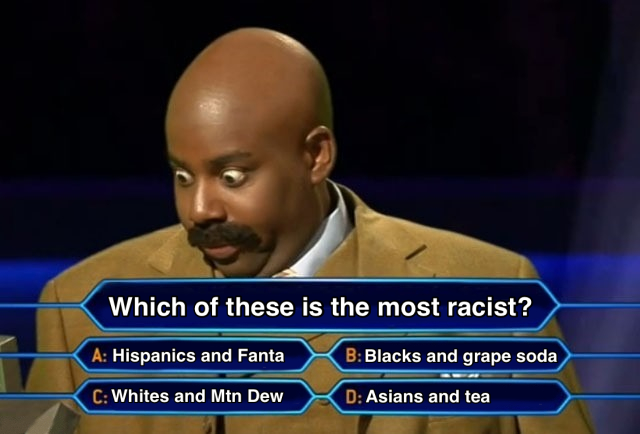 Which of these is the most racist?
A: Hispanics and Fanta
B: Blacks and grape soda
C: Whites and Mtn Dew
D: Asians and tea